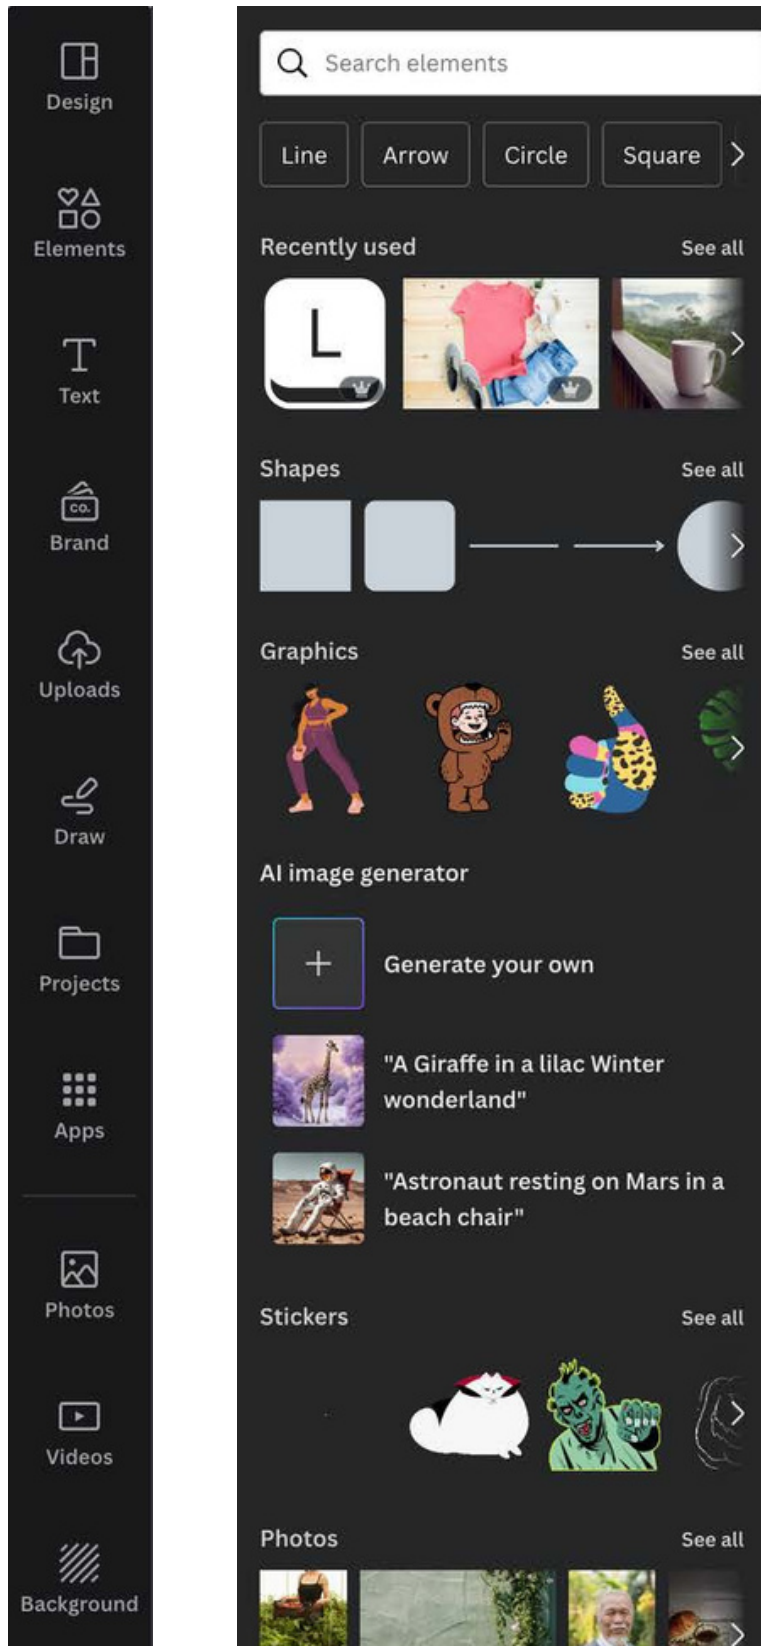 Design
Elements
Text
CO.
Brand
Uploads
Draw
Projects
Apps
Photos
Videos
Background
Search elements
Line
Arrow
Circle
Square
Recently used
See all
L
Shapes
See all
Graphics
See all
AI image generator
Generate your own
"A Giraffe in a lilac Winter
wonderland"
"Astronaut resting on Mars in a
beach chair"
Stickers
See all
Photos
See all